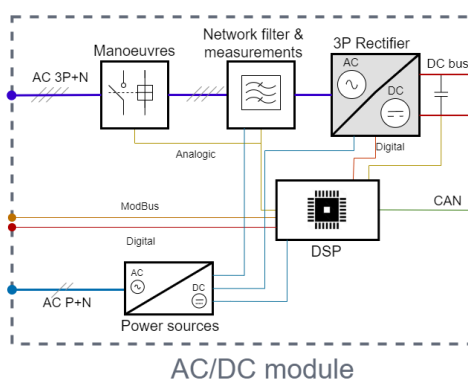 Network filter &
measurements
Manoeuvres
3P Rectifier
AC 3P+N
AC
DC
DC bus
Analogic
Digital
ModBus
CAN
Digital
DSP
AC
DC
AC P+N
Power sources
AC/DC module